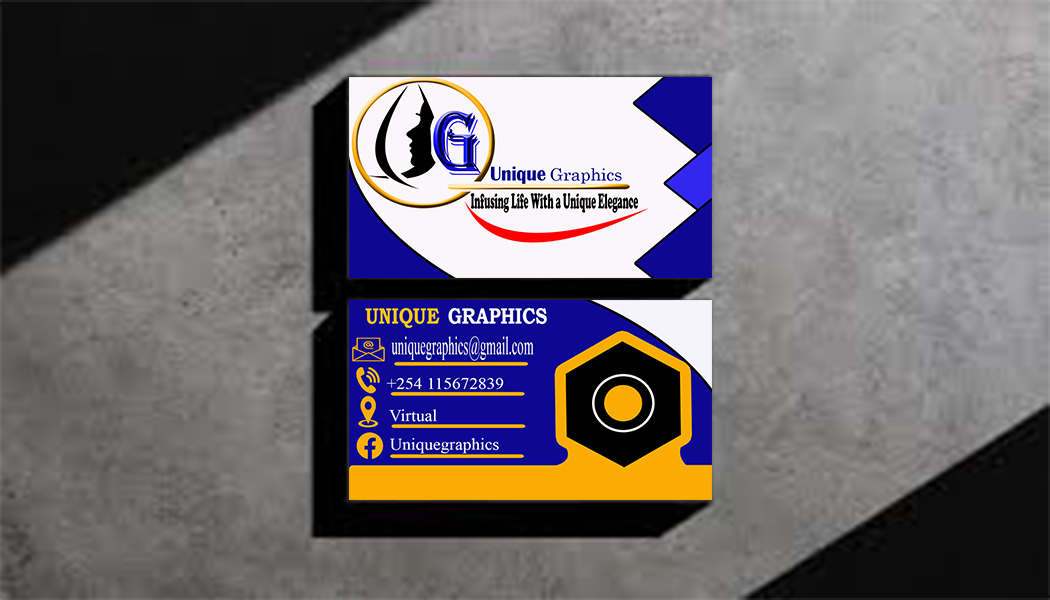 G
Unique Graphics
Infusing Life With a Unique Elegance
UNIQUE GRAPHICS
uniquegraphics@gmail.com
+254 115672839
Virtual
Uniquegraphics